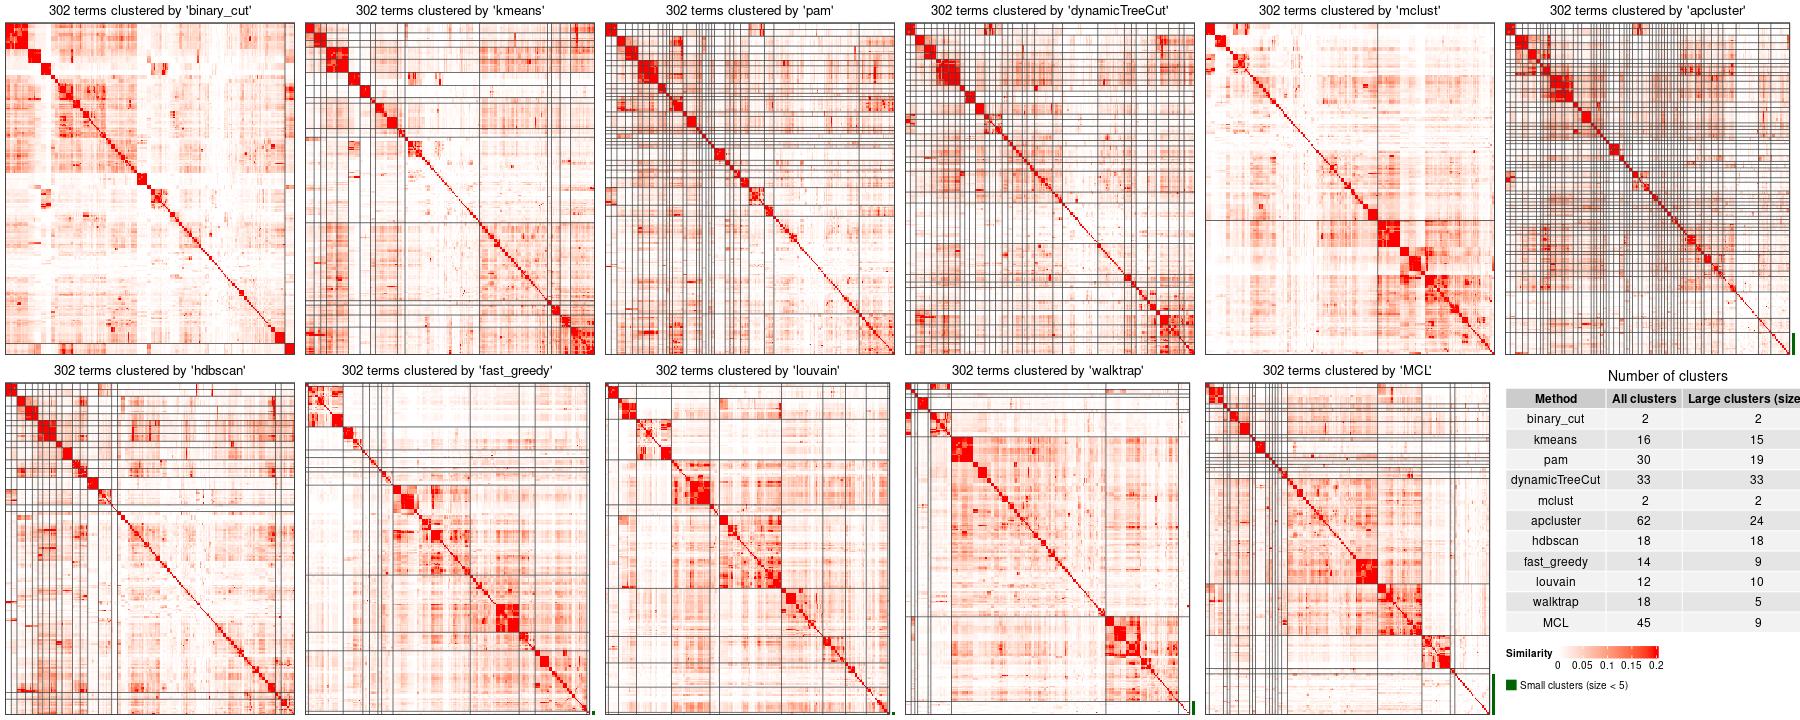 302 terms clustered by 'binary_cut'
302 terms clustered by 'kmeans'
302 terms clustered by 'pam'
302 terms clustered by 'dynamicTreeCut'
302 terms clustered by 'mclust'
302 terms clustered by 'apcluster'
302 terms clustered by 'hdbscan'
302 terms clustered by 'fast_greedy'
302 terms clustered by 'louvain'
302 terms clustered by 'walktrap'
302 terms clustered by 'MCL'
Number of clusters
Method All clusters Large clusters (size
binary_cut 2 2
kmeans 16 15
pam 30 19
dynamicTreeCut 33 33
mclust 2 2
apcluster 62 24
hdbscan 18 18
fast_greedy 14 9
louvain 12 10
walktrap 18 5
MCL 45 9
Similarity
0 0.05 0.1 0.15 0.2
Small clusters (size < 5)